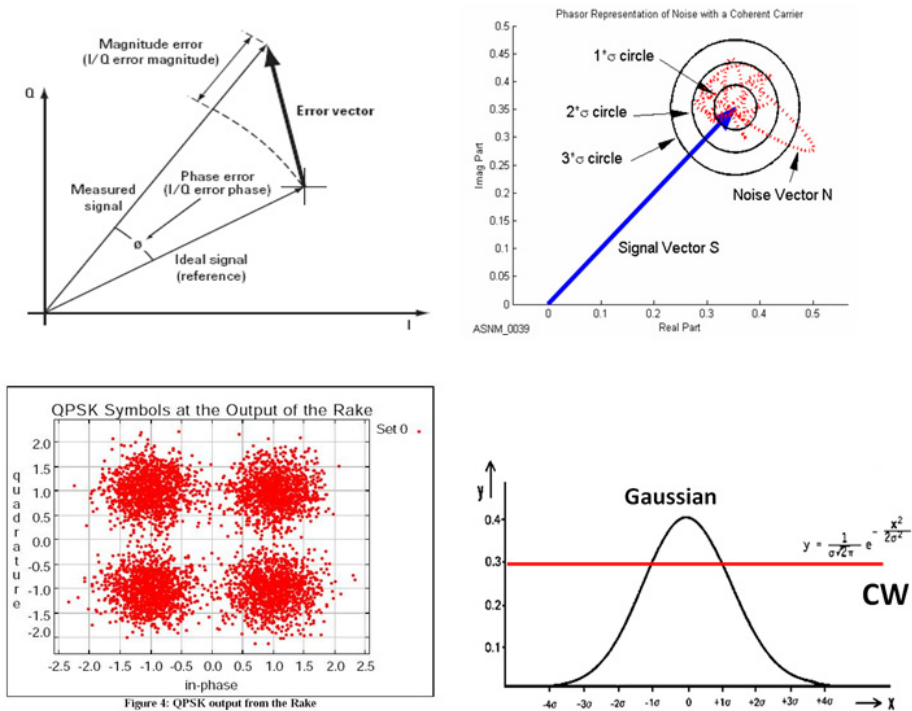 Magnitude error
(I/Q error magnitude)
Q
Error vector
Phase error
(I/Q error phase)
Measured
signal
ø
Ideal signal
(reference)
I
Phasor Representation of Noise with a Coherent Carrier
0.5
0.45
0.4
0.35
0.3
0.25
0.2
0.15
0.1
0.05
0
Imag Part
1*σ circle
2*σ circle
3*σ circle
Noise Vector N
Signal Vector S
0 0.1 0.2 0.3 0.4 0.5
Real Part
ASNM_0039
QPSK Symbols at the Output of the Rake
Set 0
quadrature
2.0
1.5
1.0
0.5
0.0
-0.5
-1.0
-1.5
-2.0
-2.5 -2.0 -1.5 -1.0 -0.5 0.0 0.5 1.0 1.5 2.0 2.5
in-phase
Figure 4: QPSK output from the Rake
y
Gaussian
0.4
0.3
0.2
0.1
y = 1/σ√2π e - x²/2σ²
CW
-4σ -3σ -2σ -1σ 0 +1σ +2σ +3σ +4σ x